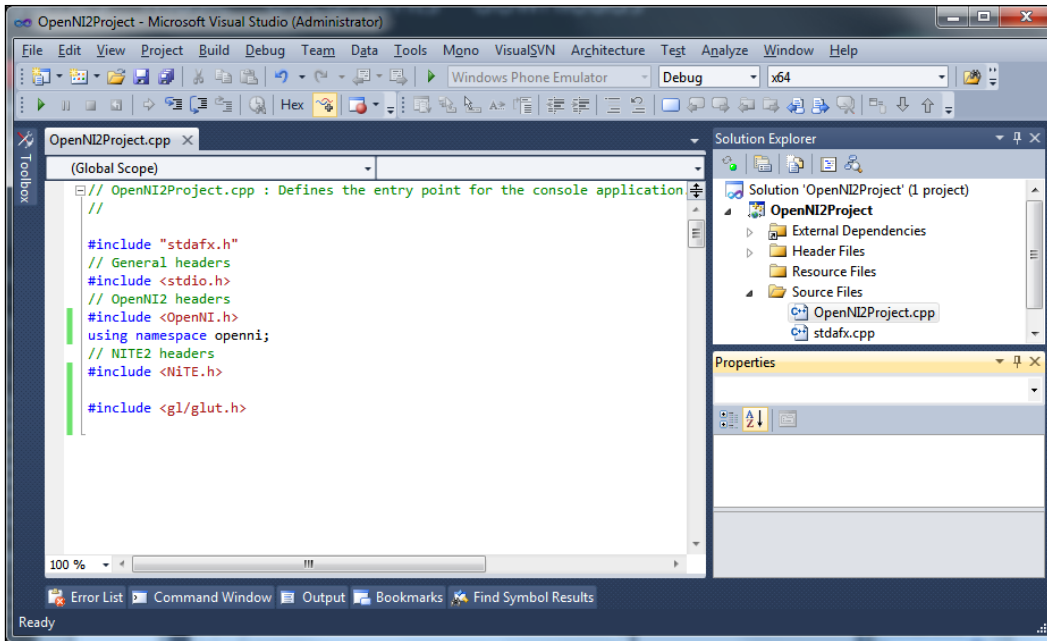 OpenNI2Project - Microsoft Visual Studio (Administrator)
File Edit View Project Build Debug Team Data Tools Mono VisualSVN Architecture Test Analyze Window Help
Windows Phone Emulator Debug x64
Hex
Toolbox
OpenNI2Project.cpp
(Global Scope)
// OpenNI2Project.cpp : Defines the entry point for the console application.
//
#include "stdafx.h"
// General headers
#include <stdio.h>
// OpenNI2 headers
#include <OpenNI.h>
using namespace openni;
// NITE2 headers
#include <NiTE.h>
#include <gl/glut.h>
100 %
Solution Explorer
Solution 'OpenNI2Project' (1 project)
OpenNI2Project
External Dependencies
Header Files
Resource Files
Source Files
OpenNI2Project.cpp
stdafx.cpp
Properties
Error List Command Window Output Bookmarks Find Symbol Results
Ready